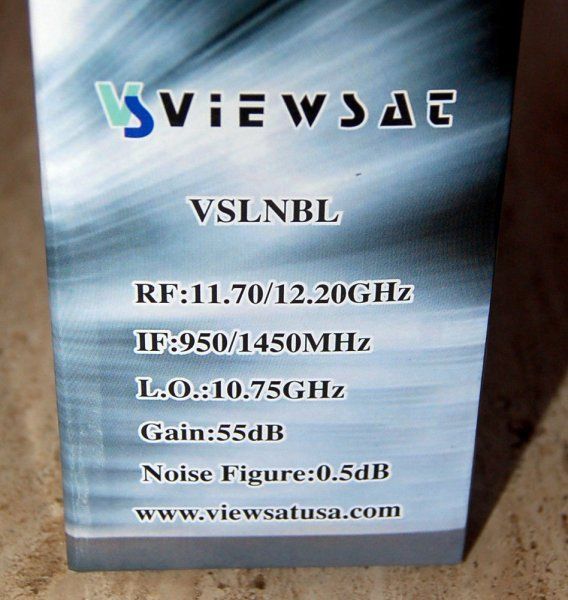 VS VIEWSAT
VSLNBL
RF:11.70/12.20GHz
IF:950/1450MHz
L.O.:10.75GHz
Gain:55dB
Noise Figure:0.5dB
www.viewsatusa.com